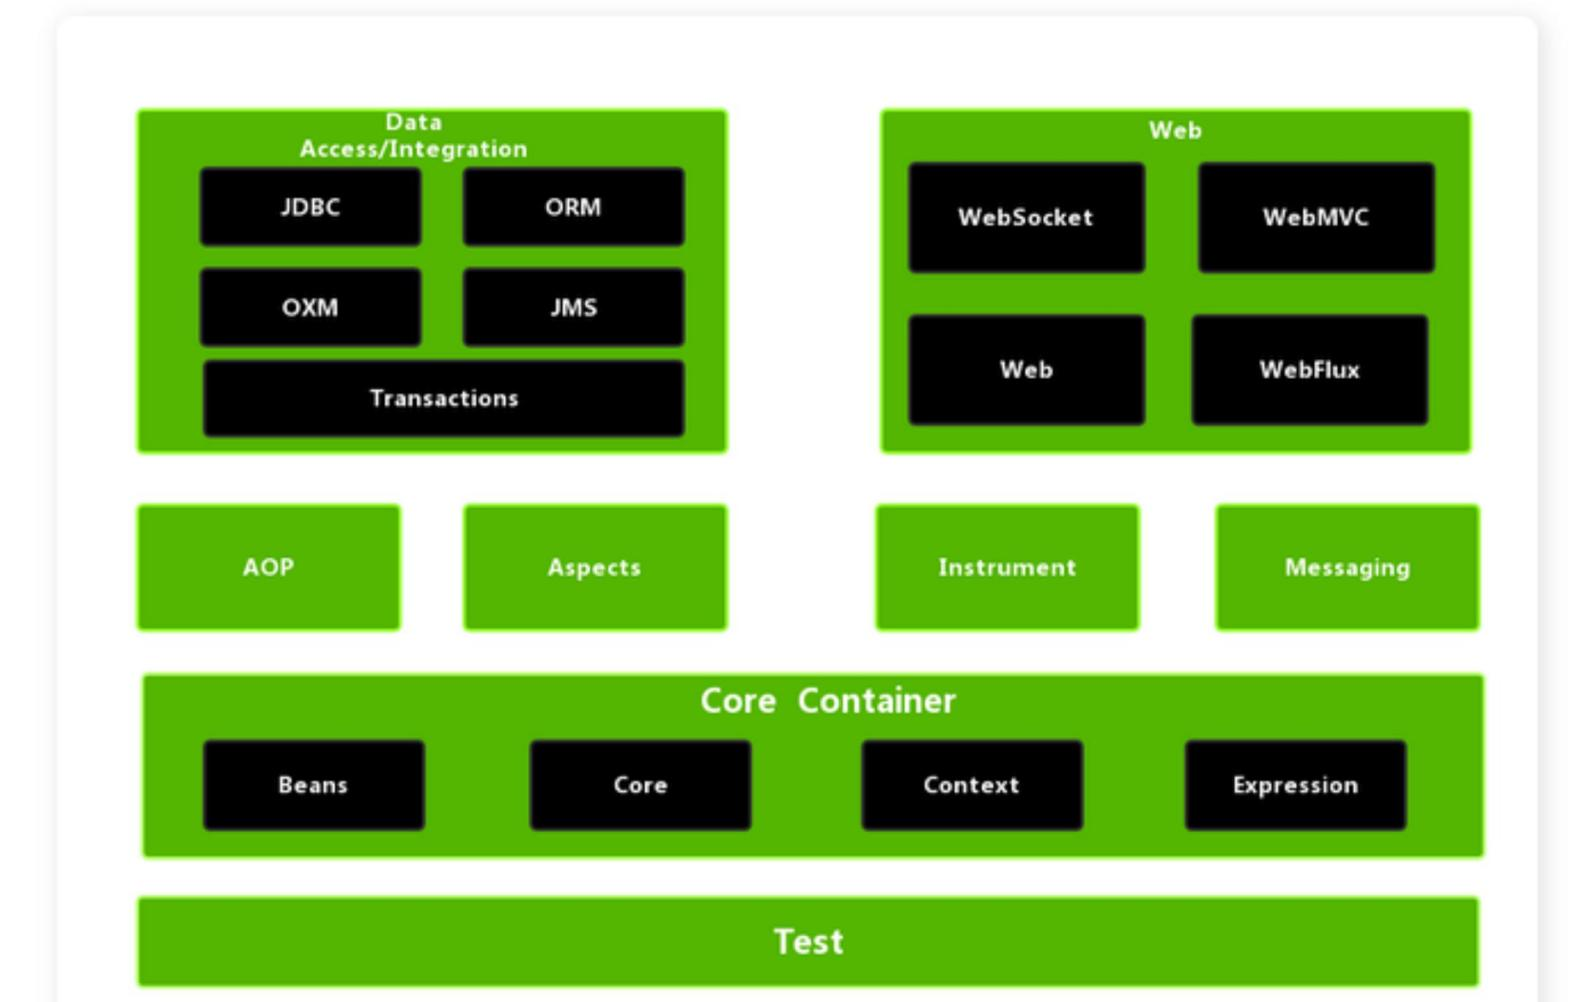 Data
Access/Integration
JDBC
ORM
OXM
JMS
Transactions
Web
WebSocket
WebMVC
Web
WebFlux
AOP
Aspects
Instrument
Messaging
Core Container
Beans
Core
Context
Expression
Test